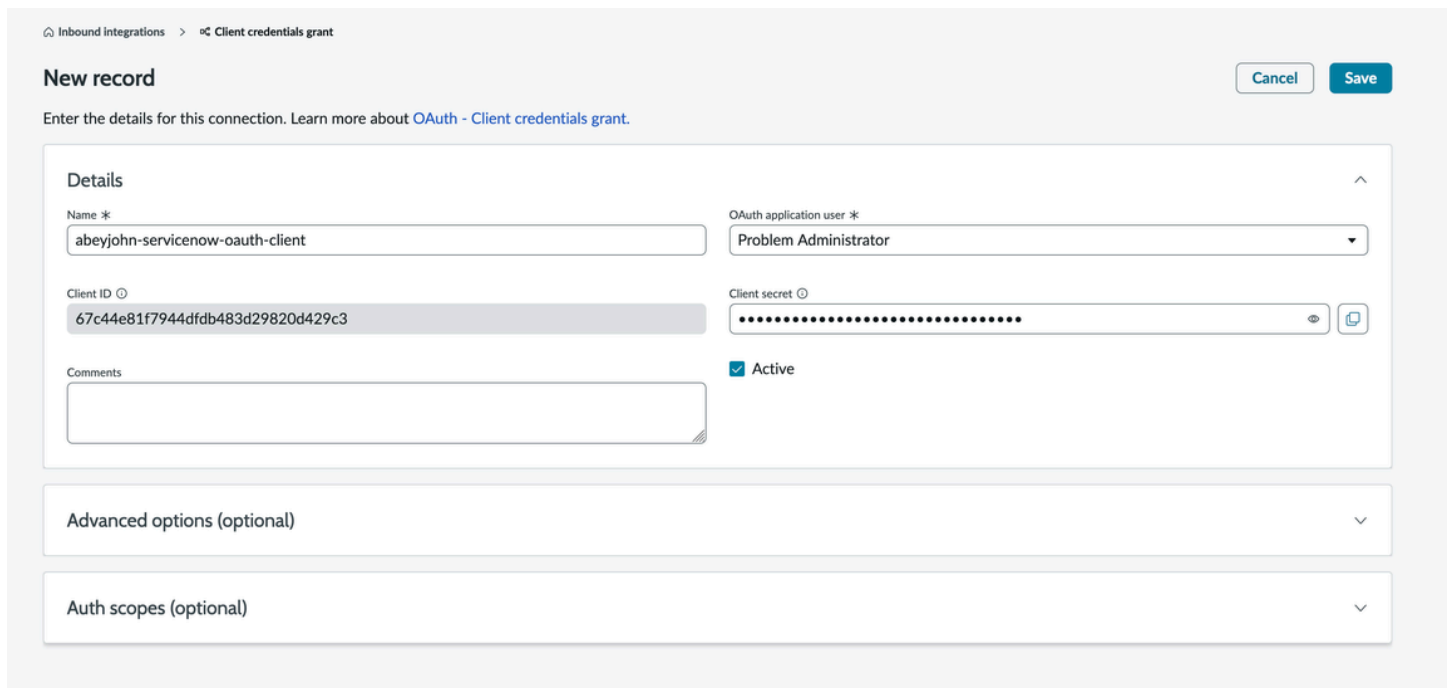 Inbound integrations > Client credentials grant
New record
Cancel Save
Enter the details for this connection. Learn more about OAuth - Client credentials grant.
Details
Name *
OAuth application user *
abeyjohn-servicenow-oauth-client
Problem Administrator
Client ID
Client secret
67c44e81f7944dfdb483d29820d429c3
••••••••••••••••••••••••••••••••
Comments
Active
Advanced options (optional)
Auth scopes (optional)